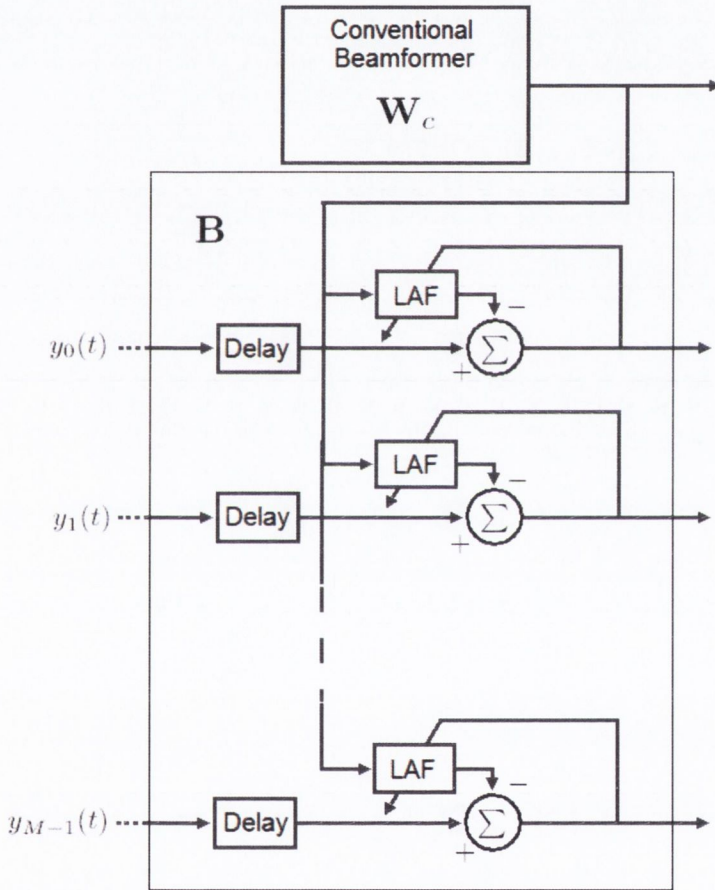 Conventional
Beamformer
W_c
B
LAF
−
y_0(t)
Delay
+
Σ
LAF
−
y_1(t)
Delay
+
Σ
LAF
−
y_{M−1}(t)
Delay
+
Σ